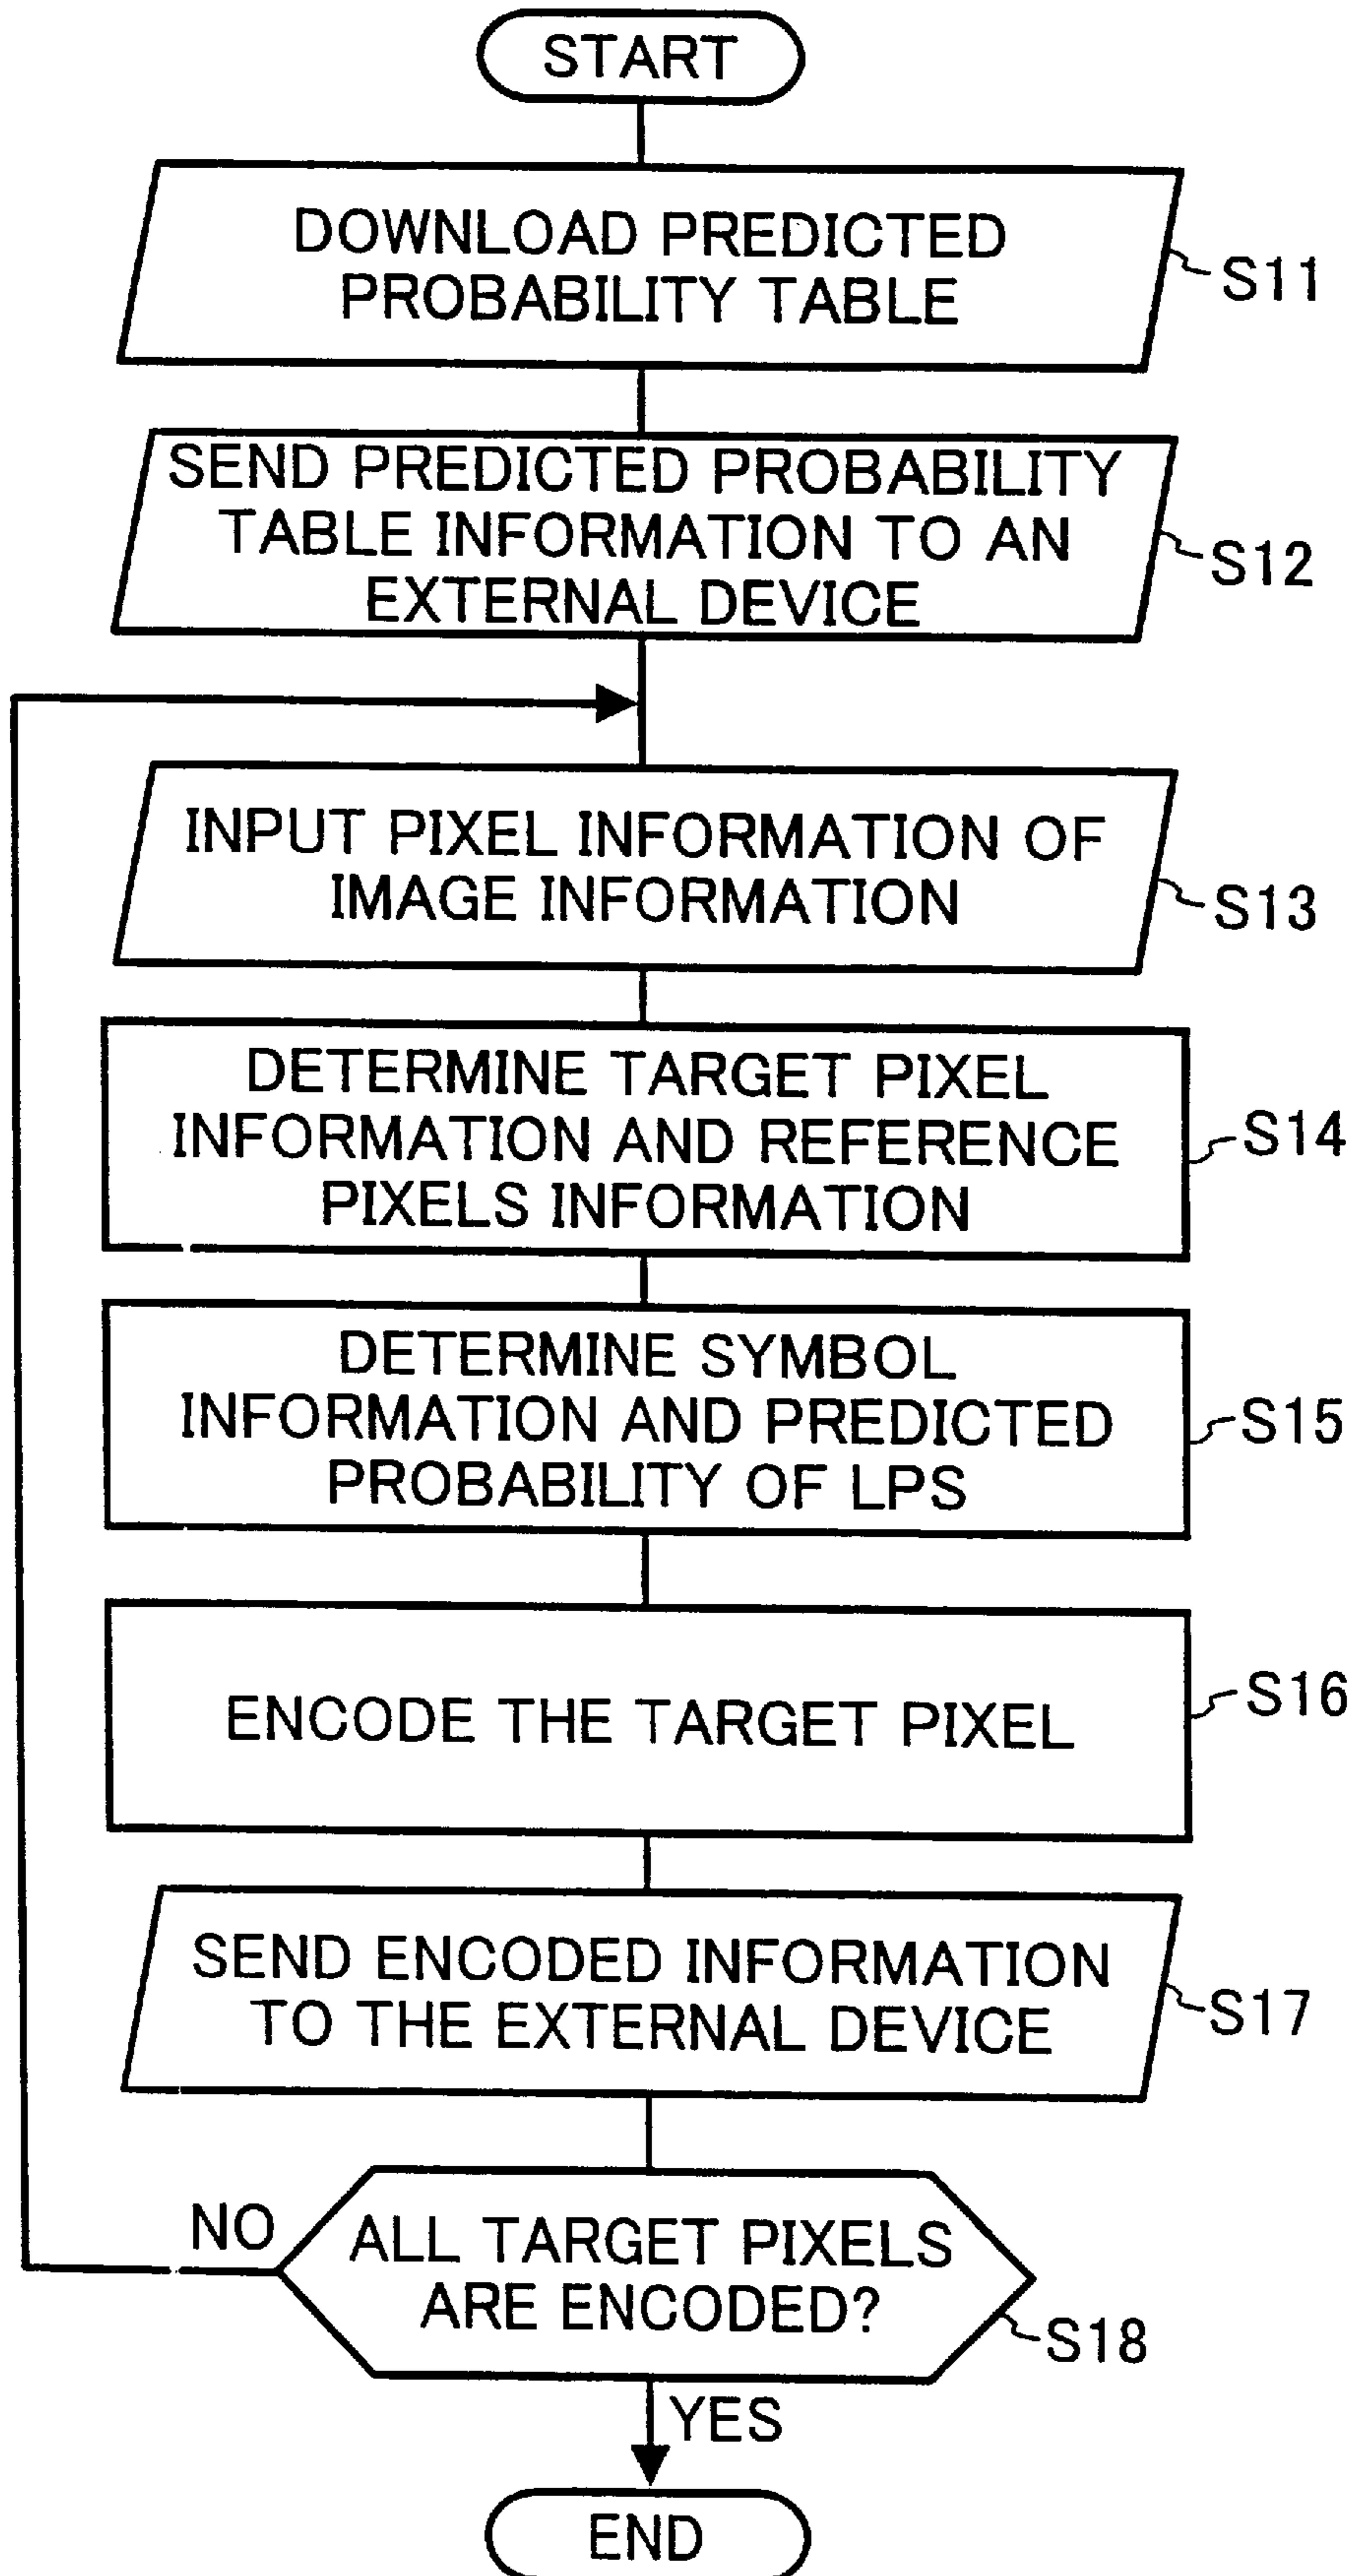 START
DOWNLOAD PREDICTED
PROBABILITY TABLE
S11
SEND PREDICTED PROBABILITY
TABLE INFORMATION TO AN
EXTERNAL DEVICE
S12
INPUT PIXEL INFORMATION OF
IMAGE INFORMATION
S13
DETERMINE TARGET PIXEL
INFORMATION AND REFERENCE
PIXELS INFORMATION
S14
DETERMINE SYMBOL
INFORMATION AND PREDICTED
PROBABILITY OF LPS
S15
ENCODE THE TARGET PIXEL
S16
SEND ENCODED INFORMATION
TO THE EXTERNAL DEVICE
S17
NO
ALL TARGET PIXELS
ARE ENCODED?
S18
YES
END